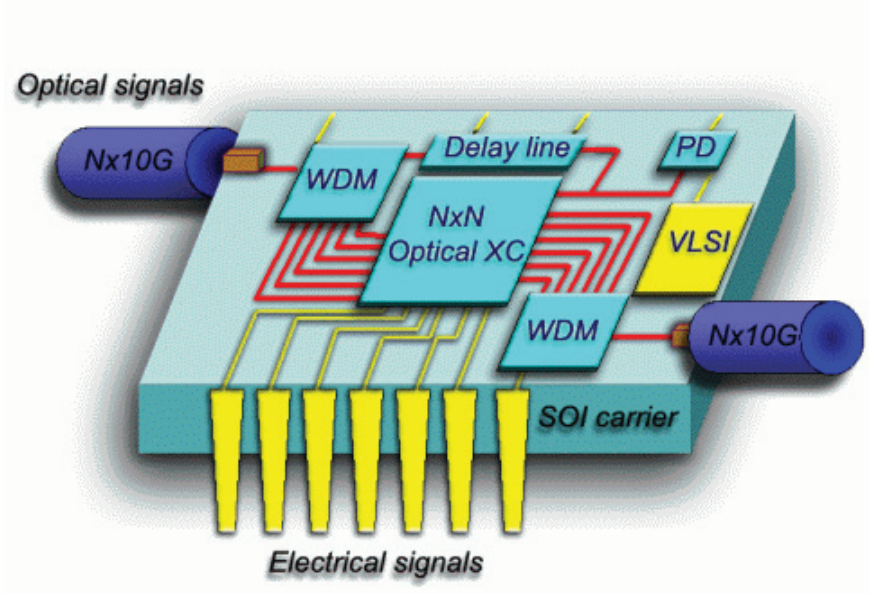 Optical signals
Nx10G
WDM
Delay line
PD
NxN
Optical XC
VLSI
WDM
Nx10G
SOI carrier
Electrical signals